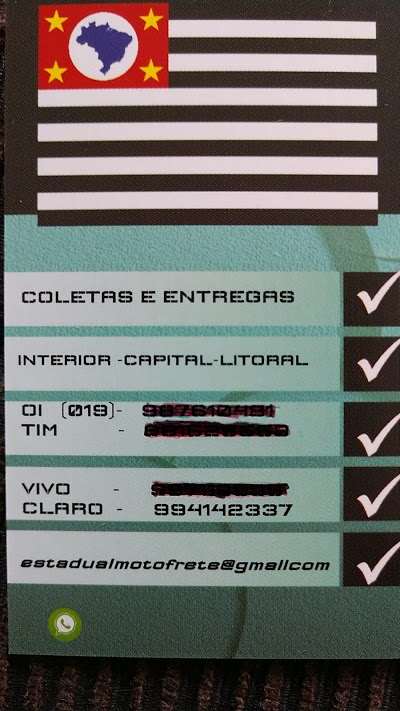 COLETAS E ENTREGAS
INTERIOR -CAPITAL-LITORAL
OI (019)-
TIM -
VIVO -
CLARO - 994142337
estadualmotofrete@gmailcom